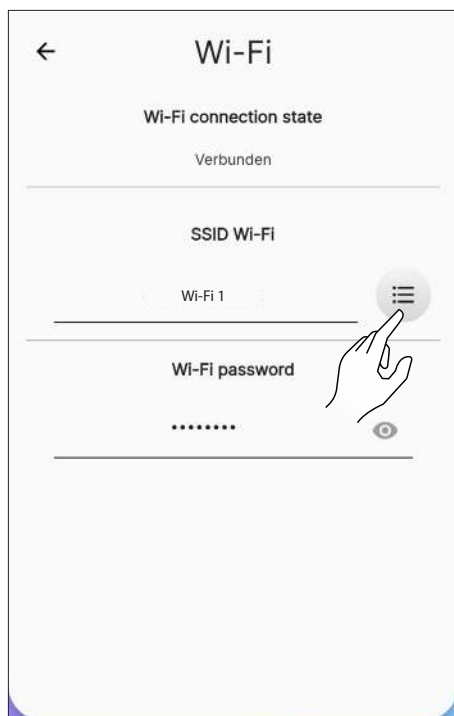 Wi-Fi
Wi-Fi connection state
Verbunden
SSID Wi-Fi
Wi-Fi 1
Wi-Fi password
••••••••